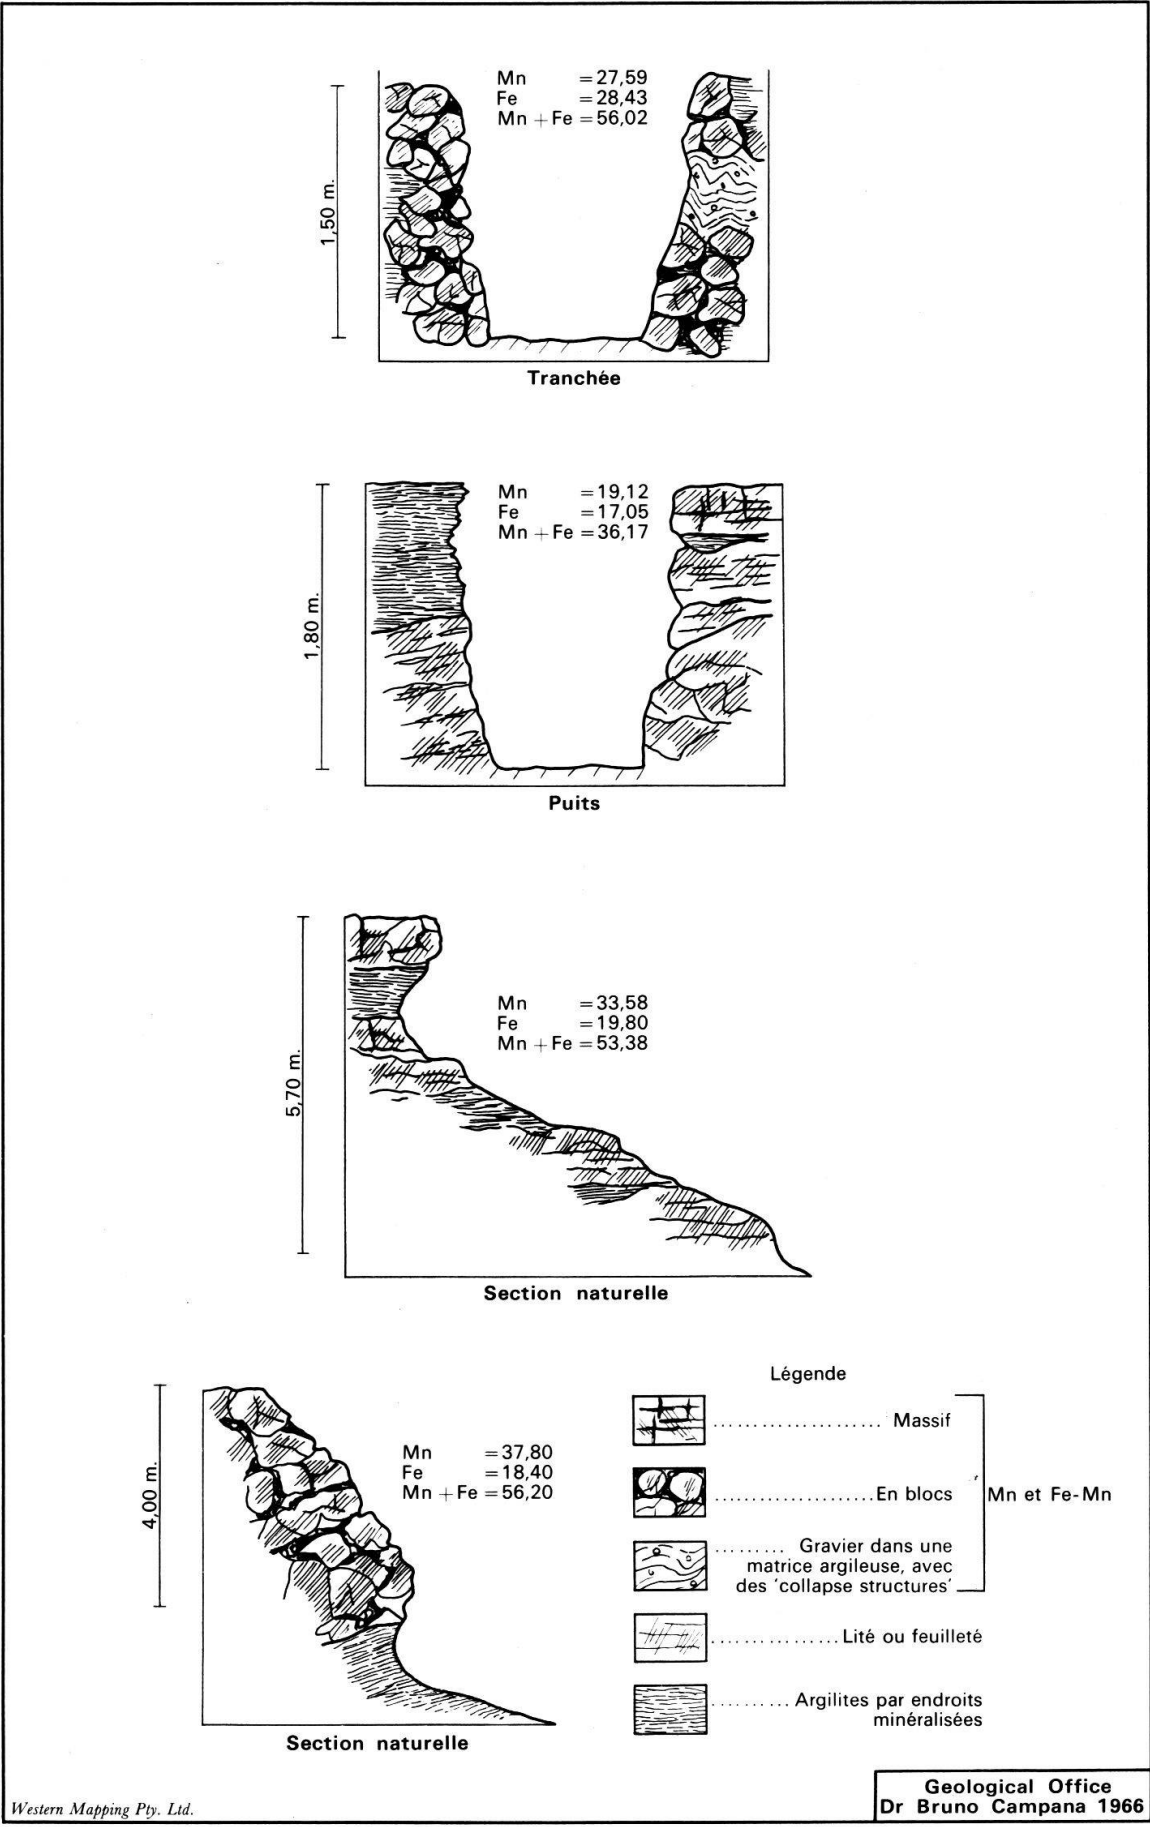 Mn = 27,59
Fe = 28,43
Mn + Fe = 56,02
1,50 m.
Tranchée
Mn = 19,12
Fe = 17,05
Mn + Fe = 36,17
1,80 m.
Puits
Mn = 33,58
Fe = 19,80
Mn + Fe = 53,38
5,70 m.
Section naturelle
Mn = 37,80
Fe = 18,40
Mn + Fe = 56,20
4,00 m.
Section naturelle
Légende
..................... Massif
.................... En blocs
Mn et Fe-Mn
......... Gravier dans une
matrice argileuse, avec
des 'collapse structures'
................ Lité ou feuilleté
.......... Argilites par endroits
minéralisées
Western Mapping Pty. Ltd.
Geological Office
Dr Bruno Campana 1966